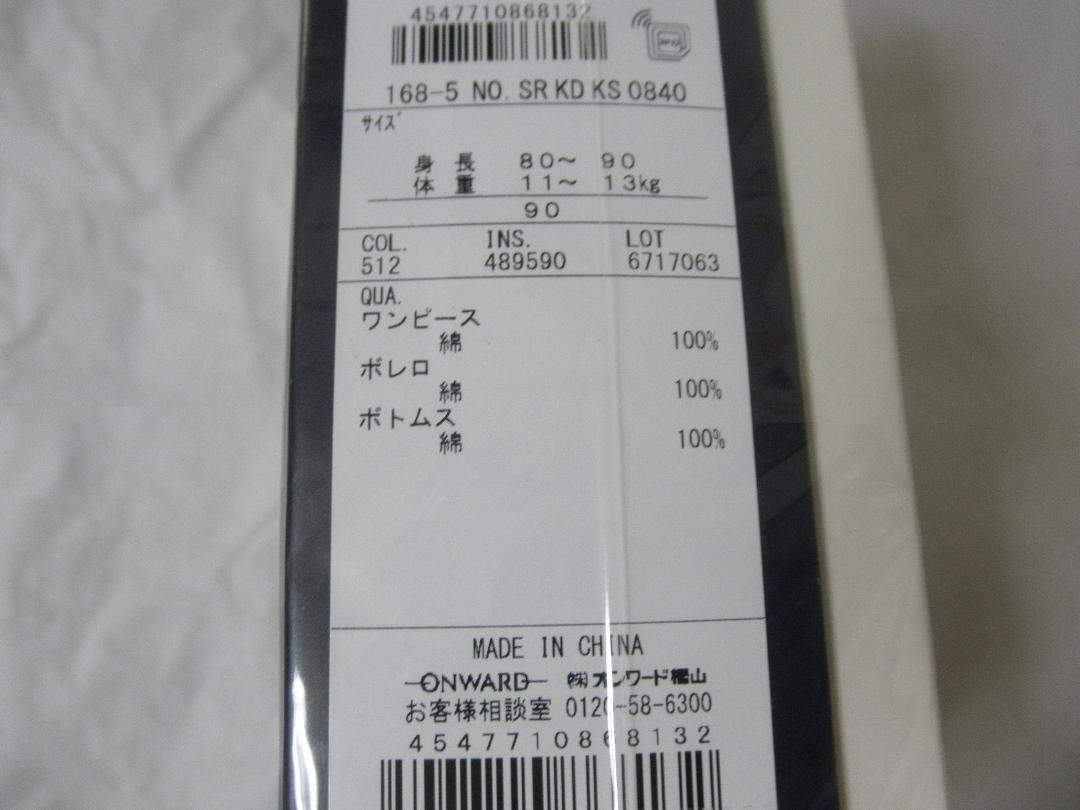 4547710868132
RFID
168-5 NO. SR KD KS 0840
サイズ
身 長 80～ 90
体 重 11～ 13kg
90
COL. INS. LOT
512 489590 6717063
QUA.
ワンピース
綿 100%
ボレロ
綿 100%
ボトムス
綿 100%
MADE IN CHINA
ONWARD ㈱オンワード樫山
お客様相談室 0120-58-6300
4547710868132